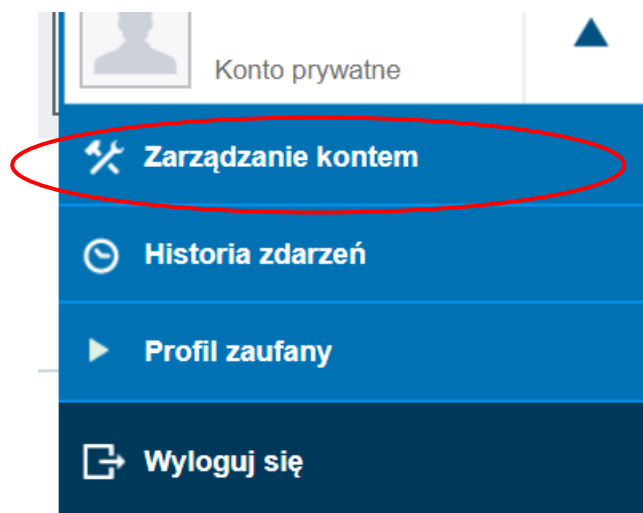 Konto prywatne
Zarządzanie kontem
Historia zdarzeń
Profil zaufany
Wyloguj się